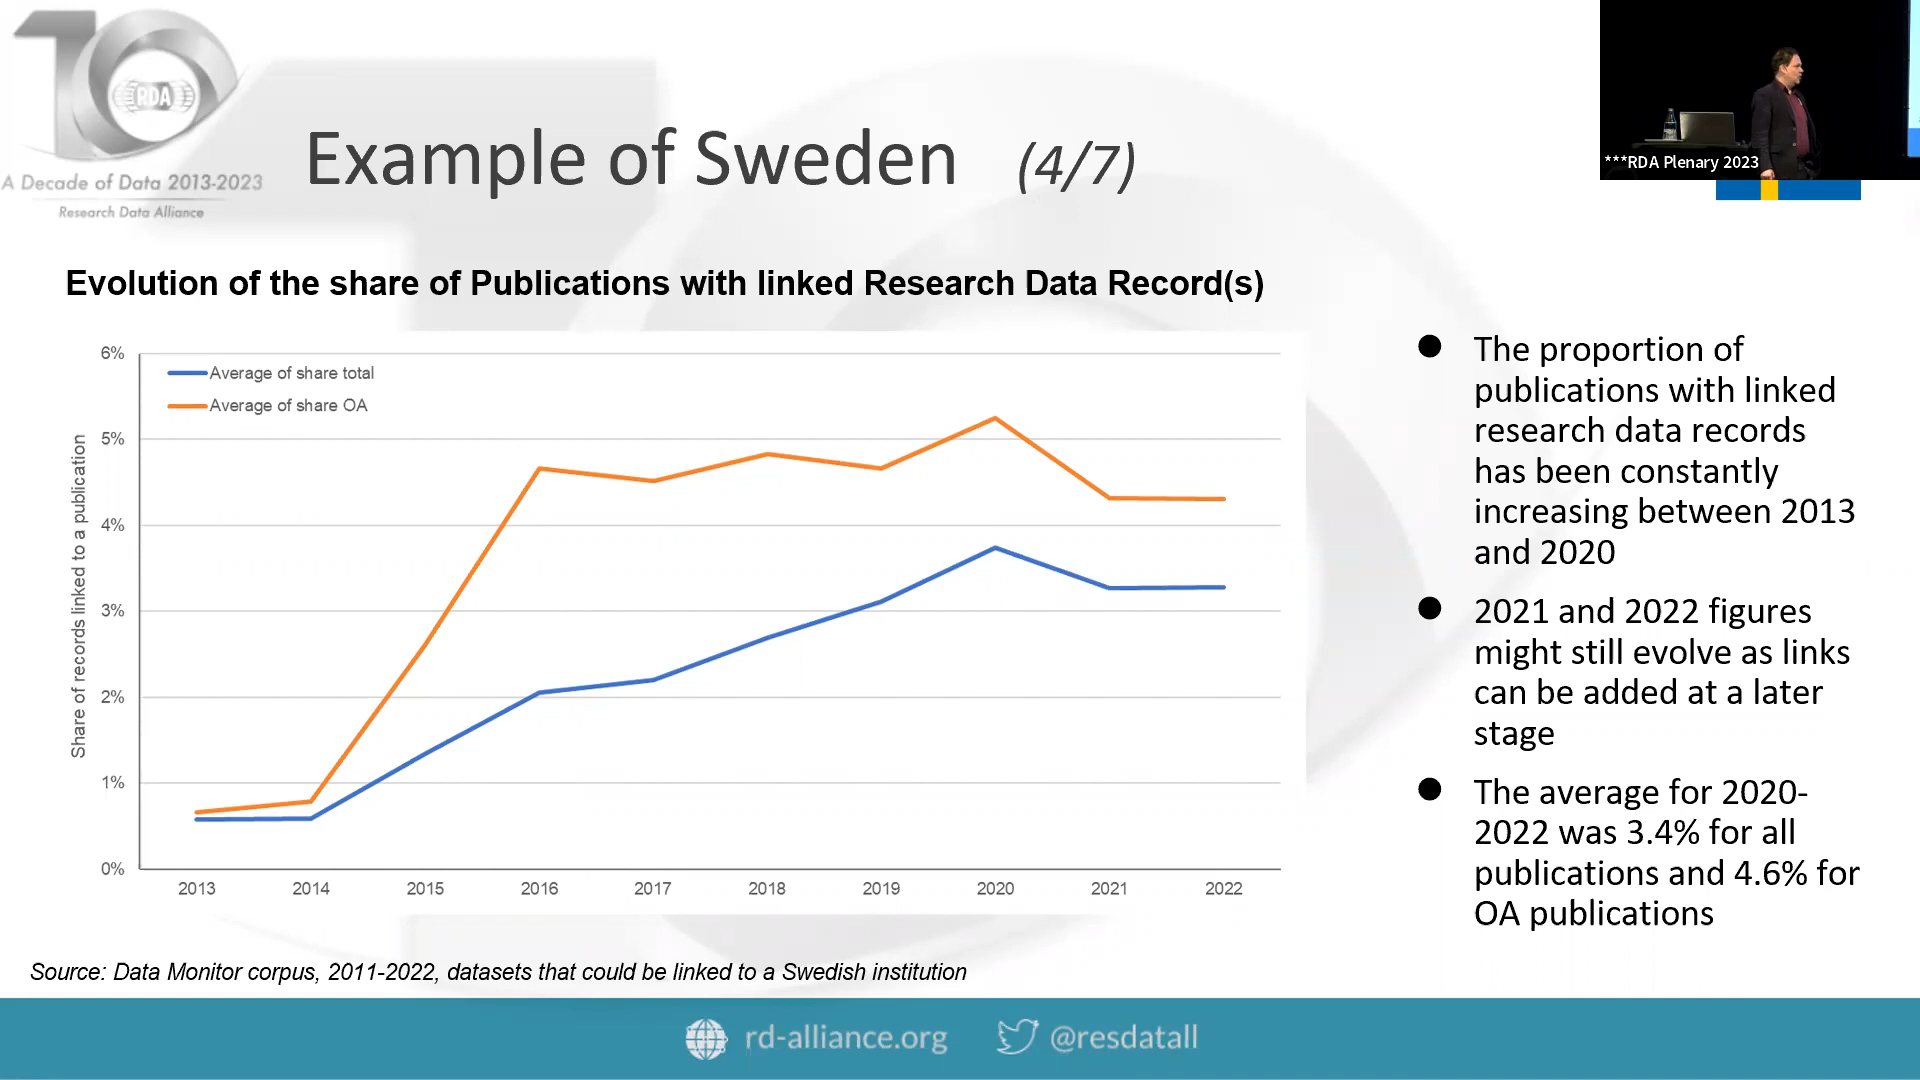 RDA
A Decade of Data 2013-2023
Research Data Alliance
Example of Sweden (4/7)
***RDA Plenary 2023
Evolution of the share of Publications with linked Research Data Record(s)
Share of records linked to a publication
6%
5%
4%
3%
2%
1%
0%
Average of share total
Average of share OA
2013 2014 2015 2016 2017 2018 2019 2020 2021 2022
● The proportion of
publications with linked
research data records
has been constantly
increasing between 2013
and 2020
● 2021 and 2022 figures
might still evolve as links
can be added at a later
stage
● The average for 2020-
2022 was 3.4% for all
publications and 4.6% for
OA publications
Source: Data Monitor corpus, 2011-2022, datasets that could be linked to a Swedish institution
rd-alliance.org @resdatall